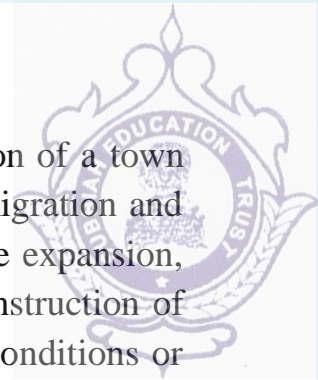 EDUCATION TRUST
on of a town
igration and
e expansion,
nstruction of
onditions or